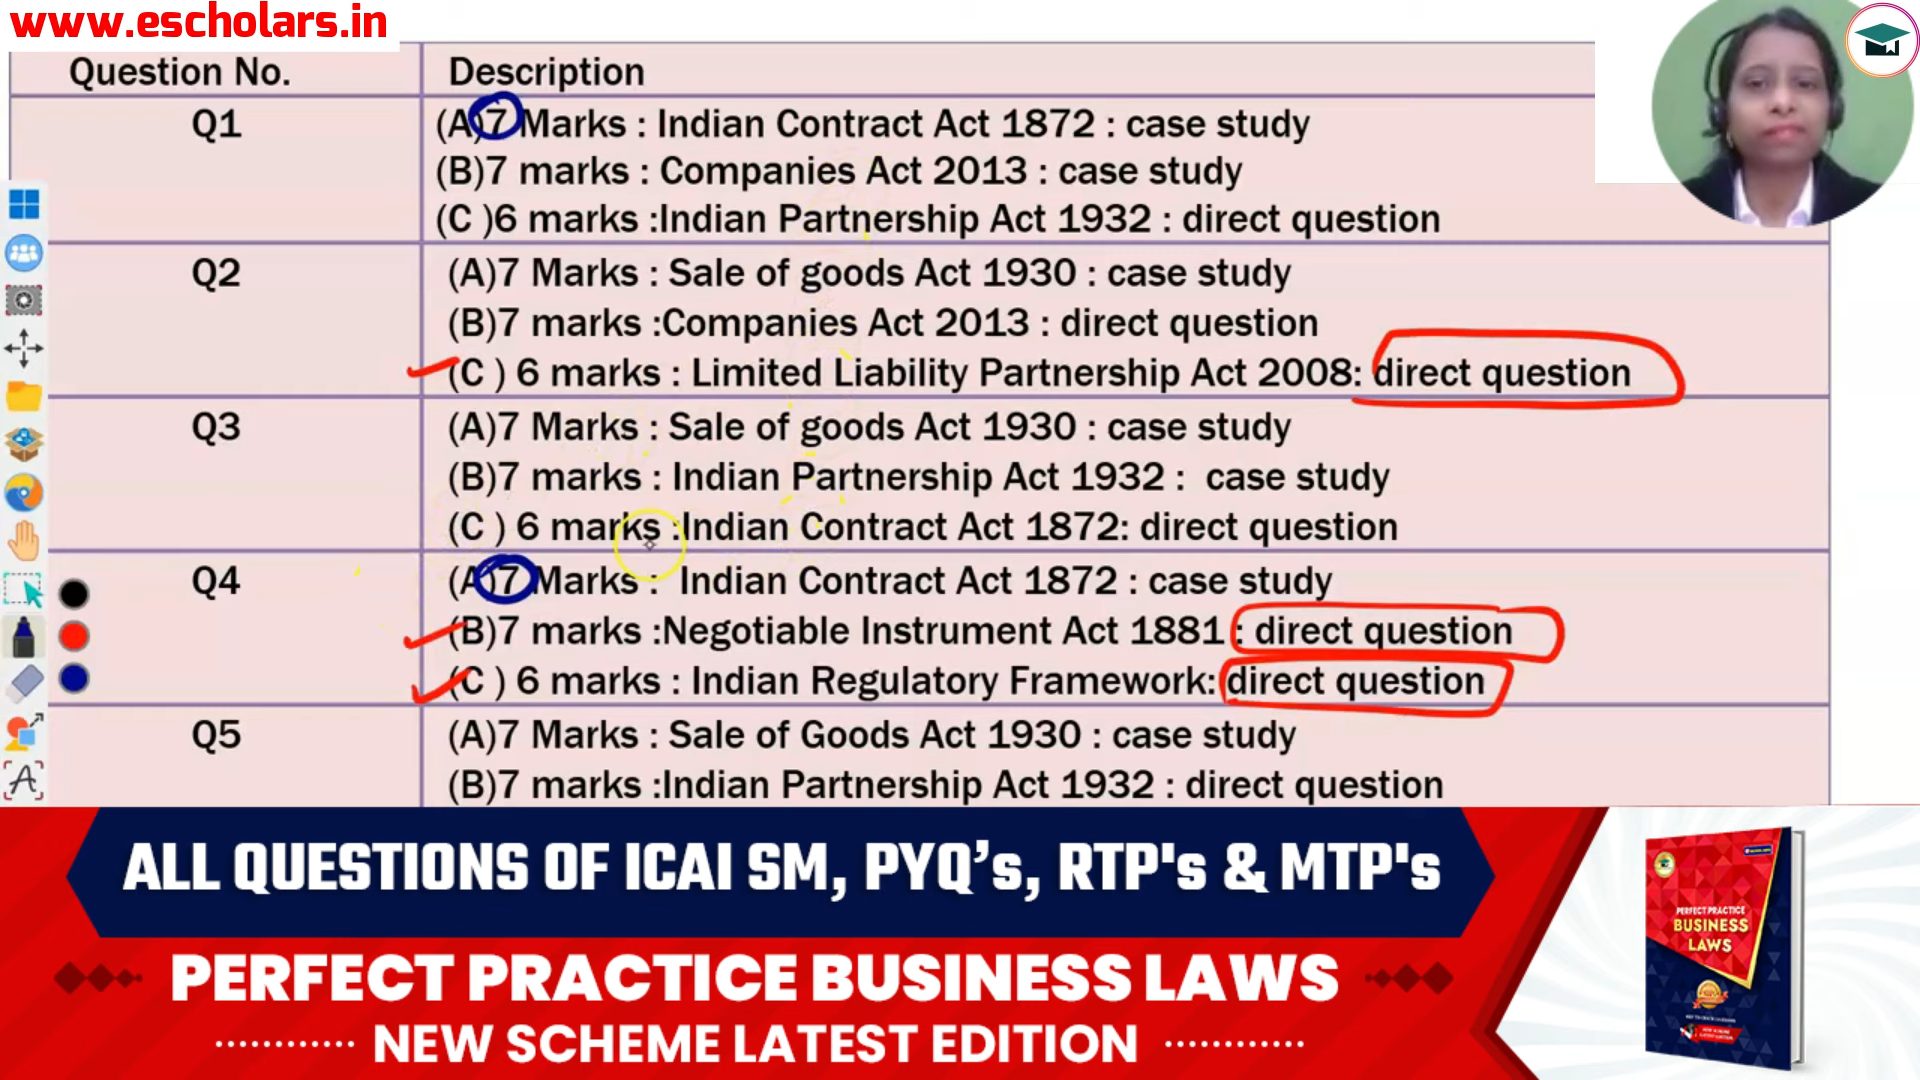 www.escholars.in
Question No. Description
Q1 (A)7 Marks : Indian Contract Act 1872 : case study
(B)7 marks : Companies Act 2013 : case study
(C )6 marks :Indian Partnership Act 1932 : direct question
Q2 (A)7 Marks : Sale of goods Act 1930 : case study
(B)7 marks :Companies Act 2013 : direct question
(C ) 6 marks : Limited Liability Partnership Act 2008: direct question
Q3 (A)7 Marks : Sale of goods Act 1930 : case study
(B)7 marks : Indian Partnership Act 1932 : case study
(C ) 6 marks :Indian Contract Act 1872: direct question
Q4 (A)7 Marks : Indian Contract Act 1872 : case study
(B)7 marks :Negotiable Instrument Act 1881 : direct question
(C ) 6 marks : Indian Regulatory Framework: direct question
Q5 (A)7 Marks : Sale of Goods Act 1930 : case study
(B)7 marks :Indian Partnership Act 1932 : direct question
ALL QUESTIONS OF ICAI SM, PYQ's, RTP's & MTP's
PERFECT PRACTICE BUSINESS LAWS
NEW SCHEME LATEST EDITION
PERFECT PRACTICE
BUSINESS
LAWS